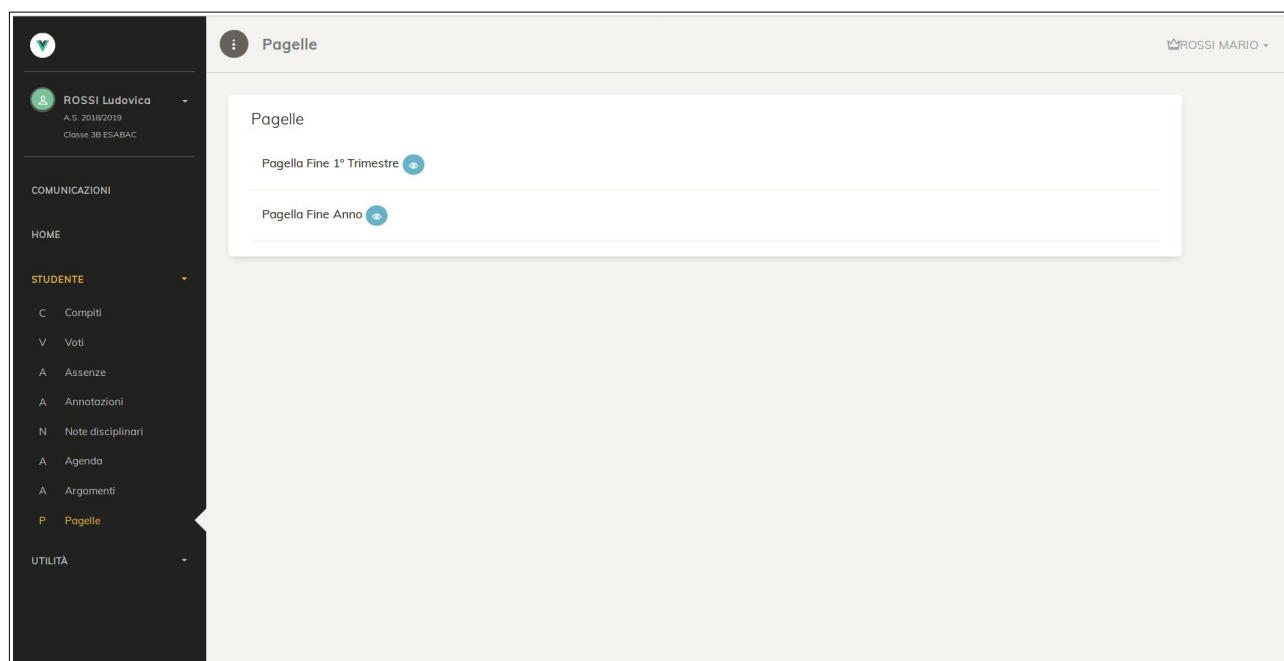 Pagelle
ROSSI MARIO
ROSSI Ludovica
A.S. 2018/2019
Classe 3B ESABAC
COMUNICAZIONI
HOME
STUDENTE
C Compiti
V Voti
A Assenze
A Annotazioni
N Note disciplinari
A Agenda
A Argomenti
P Pagelle
UTILITÀ
Pagelle
Pagella Fine 1° Trimestre
Pagella Fine Anno